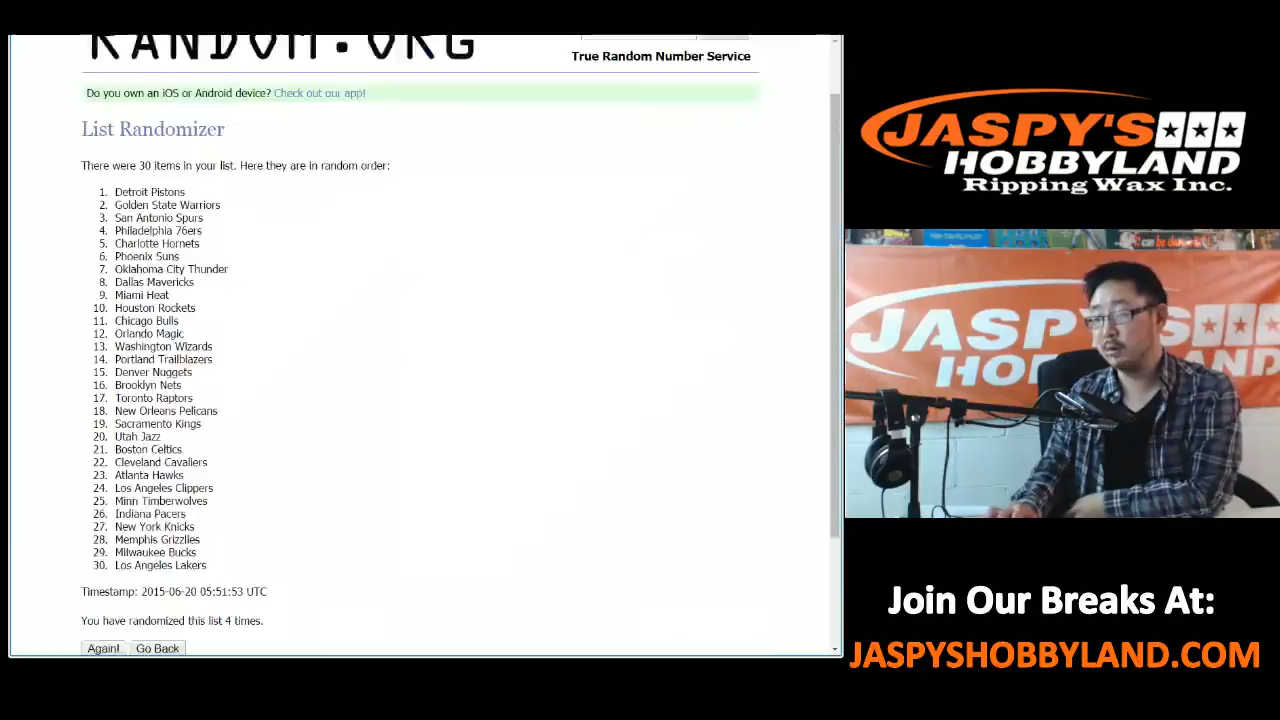 RANDOM.ORG
True Random Number Service
Do you own an iOS or Android device? Check out our app!
List Randomizer
There were 30 items in your list. Here they are in random order:
1. Detroit Pistons
2. Golden State Warriors
3. San Antonio Spurs
4. Philadelphia 76ers
5. Charlotte Hornets
6. Phoenix Suns
7. Oklahoma City Thunder
8. Dallas Mavericks
9. Miami Heat
10. Houston Rockets
11. Chicago Bulls
12. Orlando Magic
13. Washington Wizards
14. Portland Trailblazers
15. Denver Nuggets
16. Brooklyn Nets
17. Toronto Raptors
18. New Orleans Pelicans
19. Sacramento Kings
20. Utah Jazz
21. Boston Celtics
22. Cleveland Cavaliers
23. Atlanta Hawks
24. Los Angeles Clippers
25. Minn Timberwolves
26. Indiana Pacers
27. New York Knicks
28. Memphis Grizzlies
29. Milwaukee Bucks
30. Los Angeles Lakers
Timestamp: 2015-06-20 05:51:53 UTC
You have randomized this list 4 times.
Again! Go Back
JASPY'S
HOBBYLAND
Ripping Wax Inc.
JASPY'S
HOBBYLAND
Join Our Breaks At:
JASPYSHOBBYLAND.COM